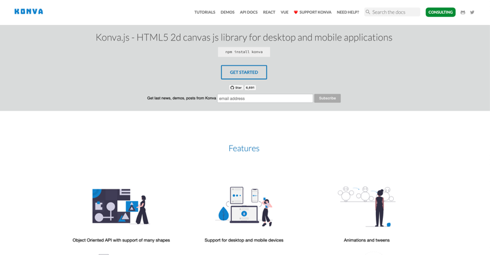 KONVA
TUTORIALS DEMOS API DOCS REACT VUE SUPPORT KONVA NEED HELP? Search the docs CONSULTING
Konva.js - HTML5 2d canvas js library for desktop and mobile applications
npm install konva
GET STARTED
Star
Get last news, demos, posts from Konva email address Subscribe
Features
Object Oriented API with support of many shapes
Support for desktop and mobile devices
Animations and tweens